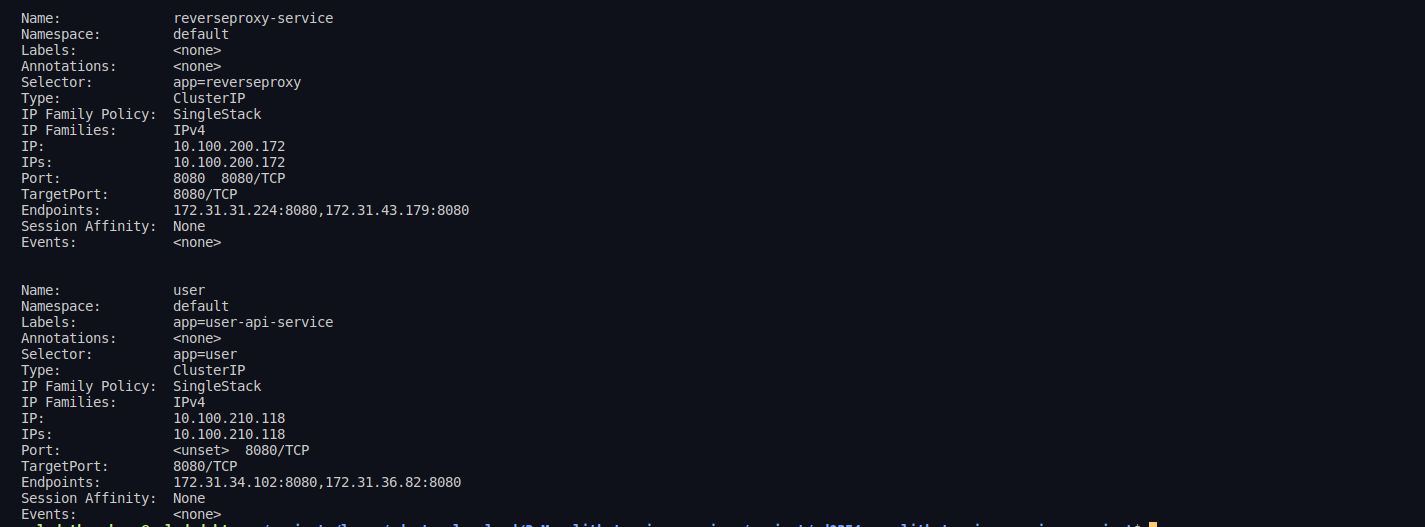 Name:              reverseproxy-service
Namespace:         default
Labels:            <none>
Annotations:       <none>
Selector:          app=reverseproxy
Type:              ClusterIP
IP Family Policy:  SingleStack
IP Families:       IPv4
IP:                10.100.200.172
IPs:               10.100.200.172
Port:              8080  8080/TCP
TargetPort:        8080/TCP
Endpoints:         172.31.31.224:8080,172.31.43.179:8080
Session Affinity:  None
Events:            <none>
Name:              user
Namespace:         default
Labels:            app=user-api-service
Annotations:       <none>
Selector:          app=user
Type:              ClusterIP
IP Family Policy:  SingleStack
IP Families:       IPv4
IP:                10.100.210.118
IPs:               10.100.210.118
Port:              <unset>  8080/TCP
TargetPort:        8080/TCP
Endpoints:         172.31.34.102:8080,172.31.36.82:8080
Session Affinity:  None
Events:            <none>